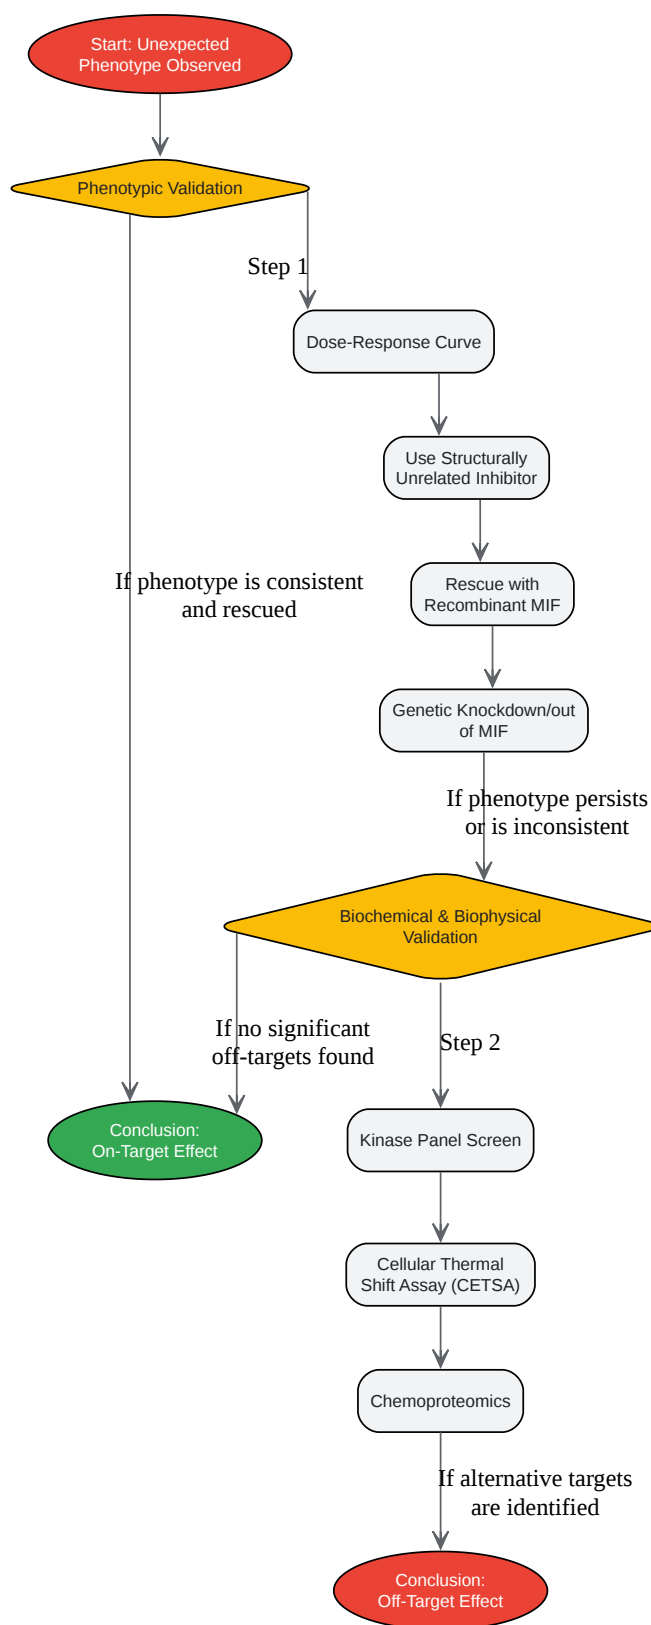 Start: Unexpected
Phenotype Observed
Phenotypic Validation
Step 1
Dose-Response Curve
Use Structurally
Unrelated Inhibitor
If phenotype is consistent
and rescued
Rescue with
Recombinant MIF
Genetic Knockdown/out
of MIF
If phenotype persists
or is inconsistent
Biochemical & Biophysical
Validation
If no significant
off-targets found
Step 2
Conclusion:
On-Target Effect
Kinase Panel Screen
Cellular Thermal
Shift Assay (CETSA)
Chemoproteomics
If alternative targets
are identified
Conclusion:
Off-Target Effect